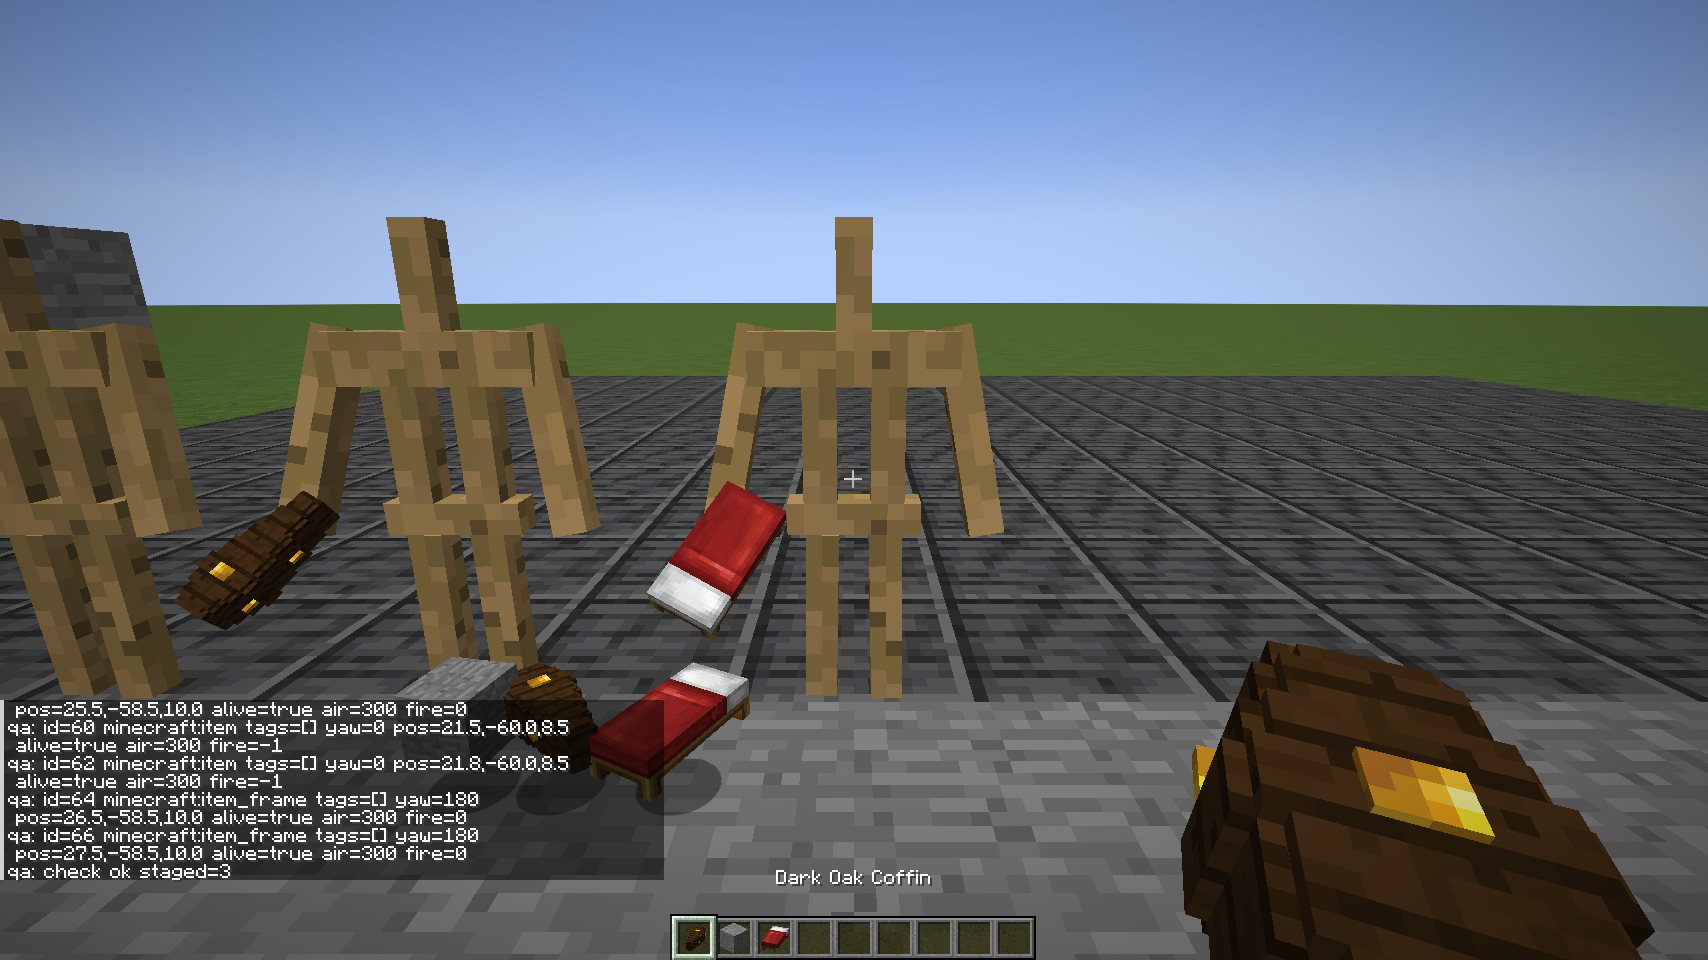 pos=25.5,-58.5,10.0 alive=true air=300 fire=0
qa: id=60 minecraft:item tags=[] yaw=0 pos=21.5,-60.0,8.5
alive=true air=300 fire=-1
qa: id=62 minecraft:item tags=[] yaw=0 pos=21.8,-60.0,8.5
alive=true air=300 fire=-1
qa: id=64 minecraft:item_frame tags=[] yaw=180
pos=26.5,-58.5,10.0 alive=true air=300 fire=0
qa: id=66 minecraft:item_frame tags=[] yaw=180
pos=27.5,-58.5,10.0 alive=true air=300 fire=0
qa: check ok staged=3
Dark Oak Coffin